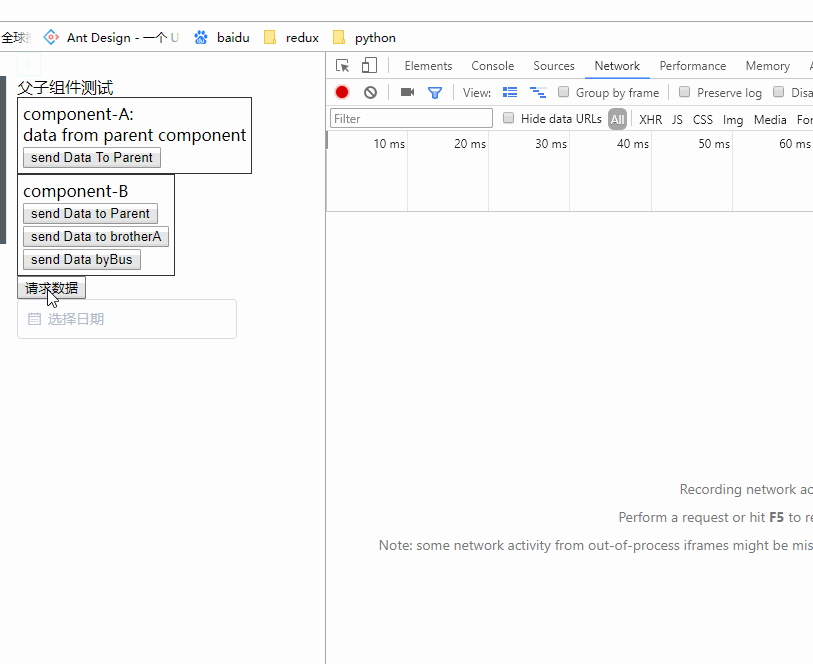 全球 Ant Design - 一个 U baidu redux python
父子组件测试
component-A:
data from parent component
send Data To Parent
component-B
send Data to Parent
send Data to brotherA
send Data byBus
请求数据
选择日期
Elements Console Sources Network Performance Memory
View: Group by frame Preserve log Disa
Filter Hide data URLs All XHR JS CSS Img Media For
10 ms 20 ms 30 ms 40 ms 50 ms 60 ms
Recording network ac
Perform a request or hit F5 to re
Note: some network activity from out-of-process iframes might be mis